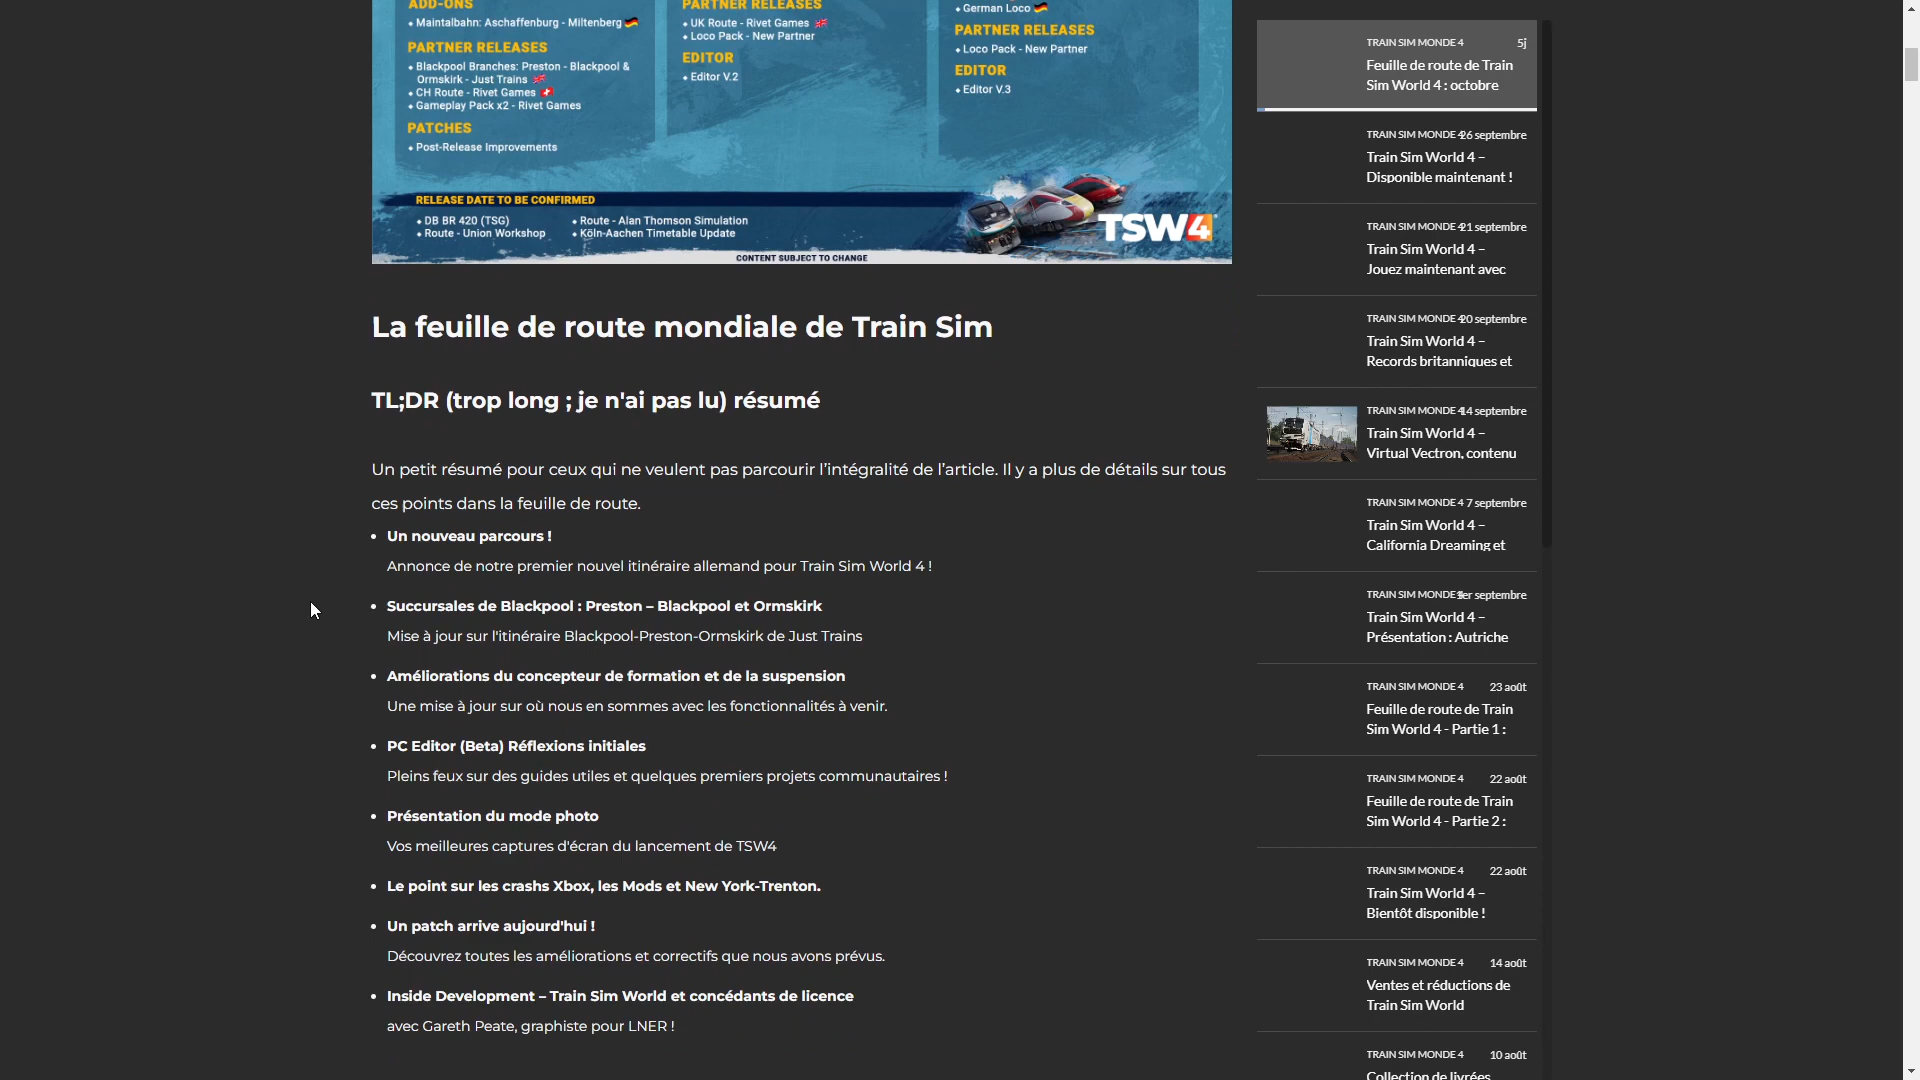 ADD-ONS
Maintalbahn: Aschaffenburg - Miltenberg
PARTNER RELEASES
Blackpool Branches: Preston - Blackpool &
Ormskirk - Just Trains
CH Route - Rivet Games
Gameplay Pack x2 - Rivet Games
PATCHES
Post-Release Improvements
PARTNER RELEASES
UK Route - Rivet Games
Loco Pack - New Partner
EDITOR
Editor V.2
German Loco
PARTNER RELEASES
Loco Pack - New Partner
EDITOR
Editor V.3
RELEASE DATE TO BE CONFIRMED
DB BR 420 (TSG)
Route - Union Workshop
Route - Alan Thomson Simulation
Köln-Aachen Timetable Update
TSW4
CONTENT SUBJECT TO CHANGE
La feuille de route mondiale de Train Sim
TL;DR (trop long ; je n'ai pas lu) résumé
Un petit résumé pour ceux qui ne veulent pas parcourir l’intégralité de l’article. Il y a plus de détails sur tous
ces points dans la feuille de route.
Un nouveau parcours !
Annonce de notre premier nouvel itinéraire allemand pour Train Sim World 4 !
Succursales de Blackpool : Preston – Blackpool et Ormskirk
Mise à jour sur l'itinéraire Blackpool-Preston-Ormskirk de Just Trains
Améliorations du concepteur de formation et de la suspension
Une mise à jour sur où nous en sommes avec les fonctionnalités à venir.
PC Editor (Beta) Réflexions initiales
Pleins feux sur des guides utiles et quelques premiers projets communautaires !
Présentation du mode photo
Vos meilleures captures d'écran du lancement de TSW4
Le point sur les crashs Xbox, les Mods et New York-Trenton.
Un patch arrive aujourd'hui !
Découvrez toutes les améliorations et correctifs que nous avons prévus.
Inside Development – Train Sim World et concédants de licence
avec Gareth Peate, graphiste pour LNER !
TRAIN SIM MONDE 4 5j
Feuille de route de Train
Sim World 4 : octobre
TRAIN SIM MONDE 4 26 septembre
Train Sim World 4 –
Disponible maintenant !
TRAIN SIM MONDE 4 21 septembre
Train Sim World 4 –
Jouez maintenant avec
TRAIN SIM MONDE 4 20 septembre
Train Sim World 4 –
Records britanniques et
TRAIN SIM MONDE 4 14 septembre
Train Sim World 4 –
Virtual Vectron, contenu
TRAIN SIM MONDE 4 7 septembre
Train Sim World 4 –
California Dreaming et
TRAIN SIM MONDE 4 1er septembre
Train Sim World 4 –
Présentation : Autriche
TRAIN SIM MONDE 4 23 août
Feuille de route de Train
Sim World 4 - Partie 1 :
TRAIN SIM MONDE 4 22 août
Feuille de route de Train
Sim World 4 - Partie 2 :
TRAIN SIM MONDE 4 22 août
Train Sim World 4 –
Bientôt disponible !
TRAIN SIM MONDE 4 14 août
Ventes et réductions de
Train Sim World
TRAIN SIM MONDE 4 10 août
Collection de livrées